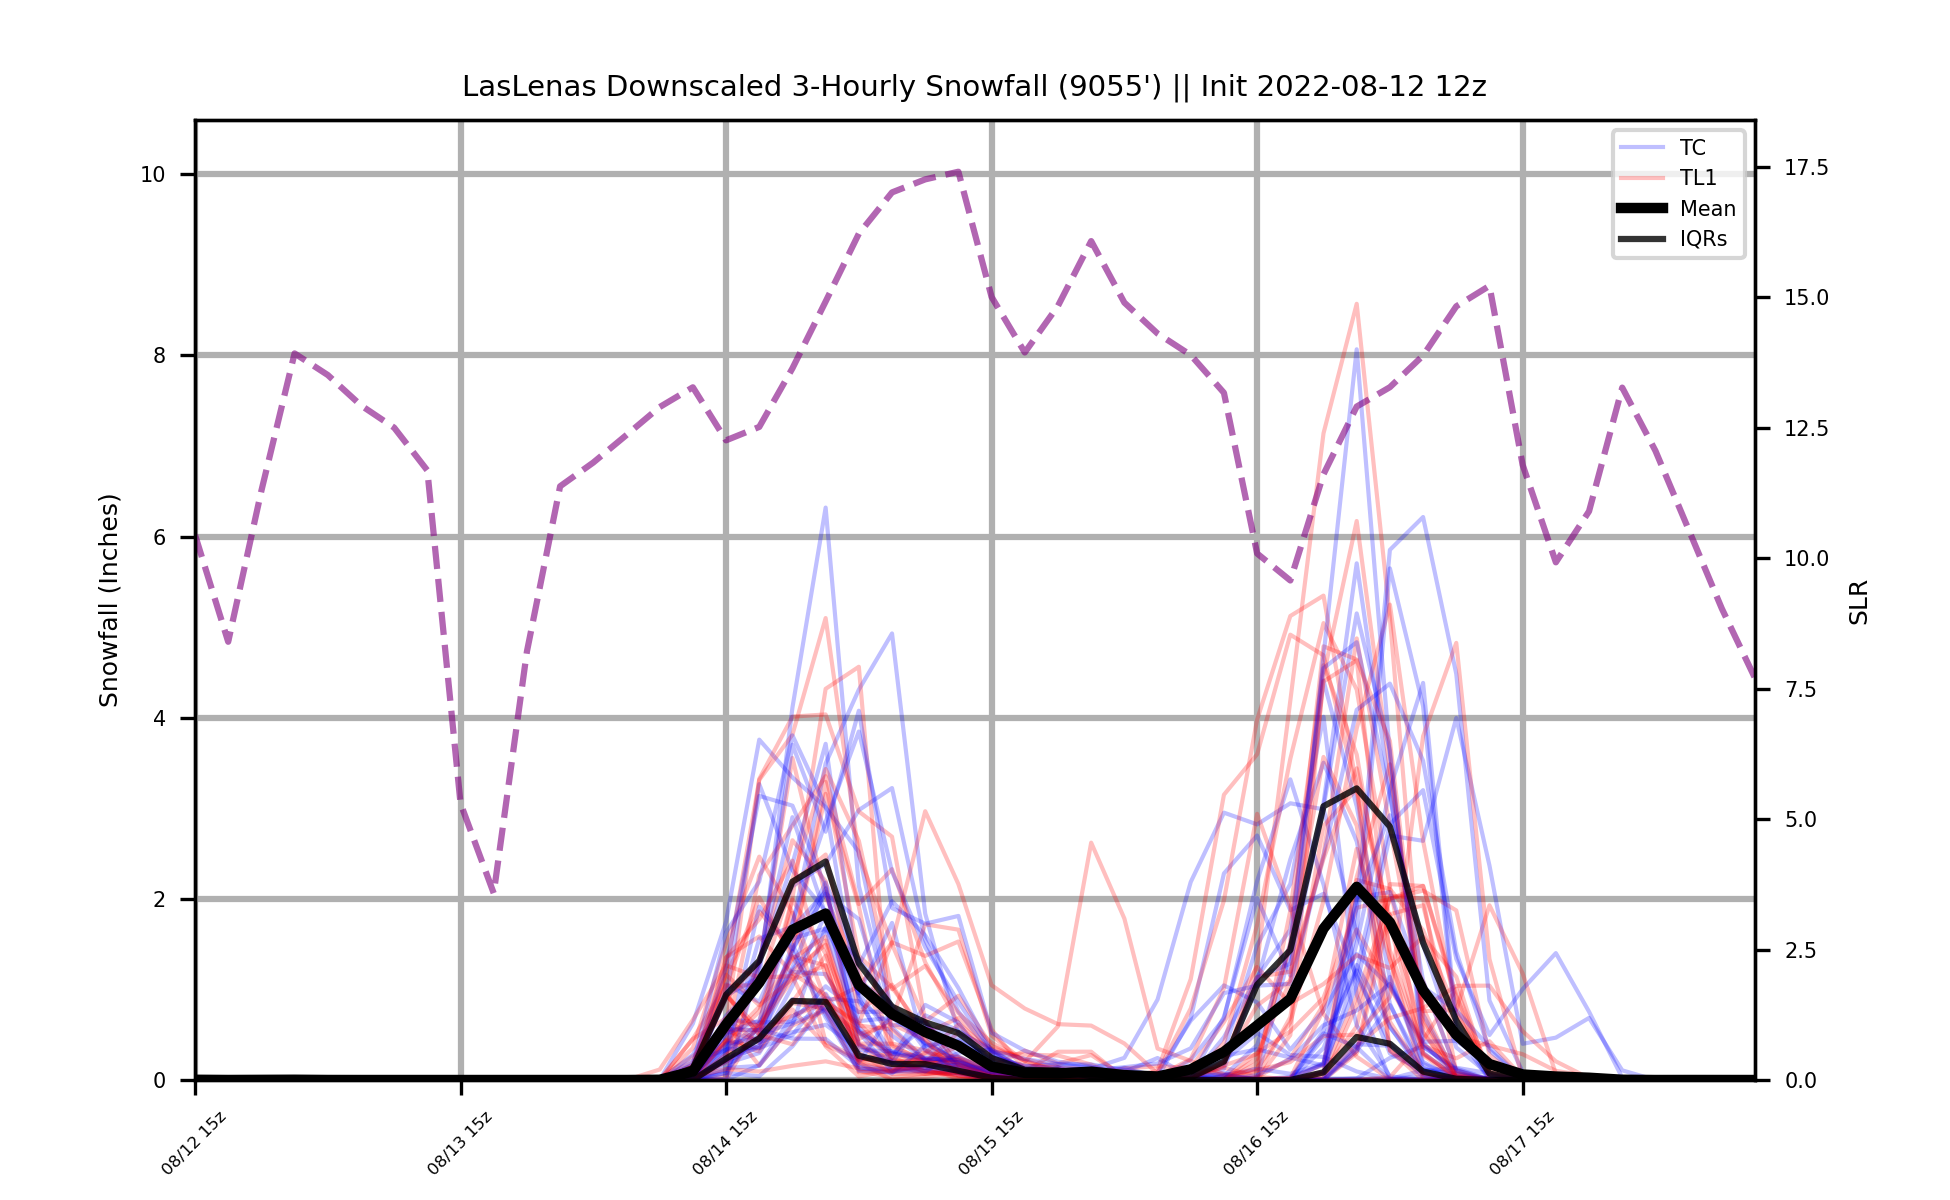 LasLenas Downscaled 3-Hourly Snowfall (9055') || Init 2022-08-12 12z
TC
TL1
Mean
IQRs
Snowfall (Inches)
10
8
6
4
2
0
17.5
15.0
12.5
10.0
7.5
5.0
2.5
0.0
SLR
08/12 15z
08/13 15z
08/14 15z
08/15 15z
08/16 15z
08/17 15z